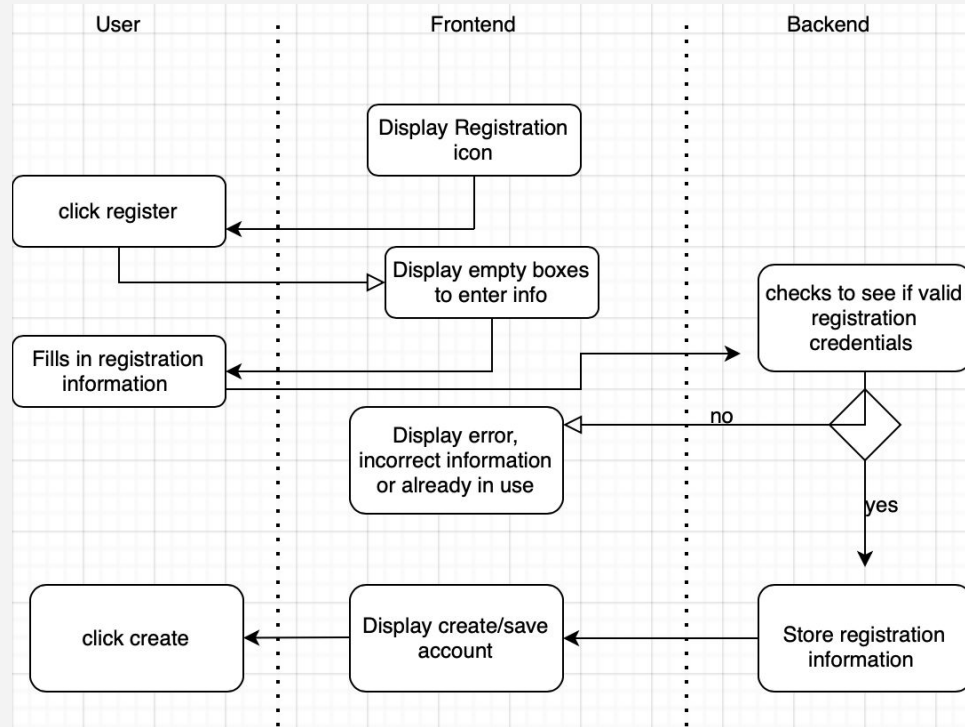 User
Frontend
Backend
Display Registration
icon
click register
Display empty boxes
to enter info
checks to see if valid
registration
credentials
Fills in registration
information
no
Display error,
incorrect information
or already in use
yes
click create
Display create/save
account
Store registration
information